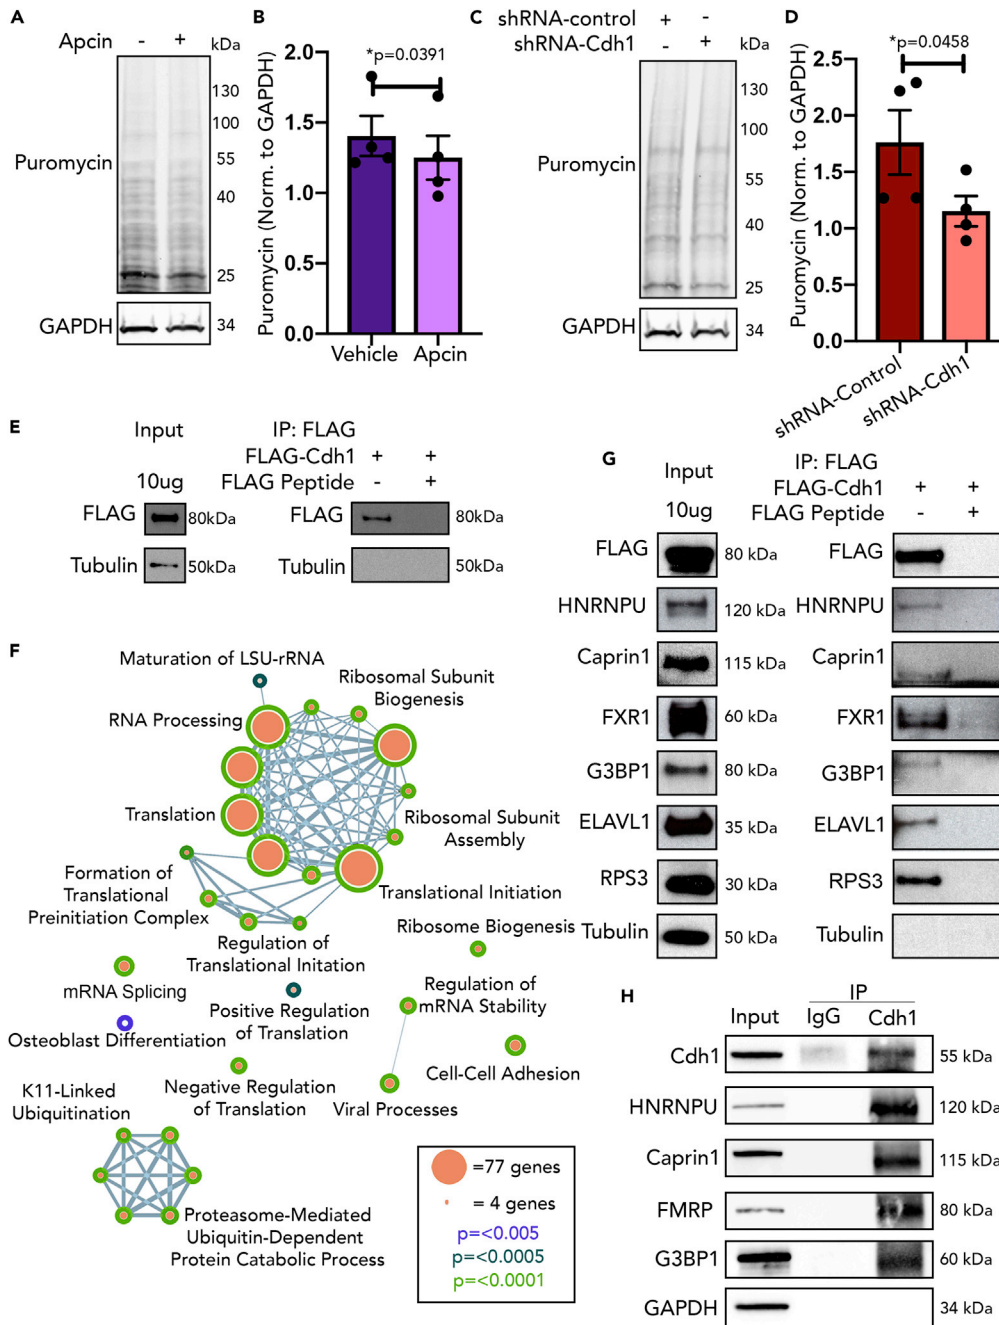 A
Apcin
- +
kDa
Puromycin
130
100
55
40
25
GAPDH
34
B
*p=0.0391
Puromycin (Norm. to GAPDH)
2.0
1.5
1.0
0.5
0.0
Vehicle Apcin
C
shRNA-control + -
shRNA-Cdh1 - +
kDa
Puromycin
130
100
55
40
25
GAPDH
34
D
*p=0.0458
Puromycin (Norm. to GAPDH)
2.5
2.0
1.5
1.0
0.5
0.0
shRNA-Control
shRNA-Cdh1
E
Input
10ug
FLAG 80kDa
Tubulin 50kDa
IP: FLAG
FLAG-Cdh1 + +
FLAG Peptide - +
FLAG 80kDa
Tubulin 50kDa
F
Maturation of LSU-rRNA
Ribosomal Subunit
Biogenesis
RNA Processing
Translation
Ribosomal Subunit
Assembly
Formation of
Translational
Preinitiation Complex
Translational Initiation
Regulation of
Translational Initation
Ribosome Biogenesis
mRNA Splicing
Positive Regulation
of Translation
Regulation of
mRNA Stability
Osteoblast Differentiation
Negative Regulation
of Translation
Viral Processes
Cell-Cell Adhesion
K11-Linked
Ubiquitination
Proteasome-Mediated
Ubiquitin-Dependent
Protein Catabolic Process
=77 genes
= 4 genes
p=<0.005
p=<0.0005
p=<0.0001
G
Input
10ug
FLAG 80 kDa
HNRNPU 120 kDa
Caprin1 115 kDa
FXR1 60 kDa
G3BP1 80 kDa
ELAVL1 35 kDa
RPS3 30 kDa
Tubulin 50 kDa
IP: FLAG
FLAG-Cdh1 + +
FLAG Peptide - +
FLAG
HNRNPU
Caprin1
FXR1
G3BP1
ELAVL1
RPS3
Tubulin
H
IP
Input IgG Cdh1
Cdh1 55 kDa
HNRNPU 120 kDa
Caprin1 115 kDa
FMRP 80 kDa
G3BP1 60 kDa
GAPDH 34 kDa